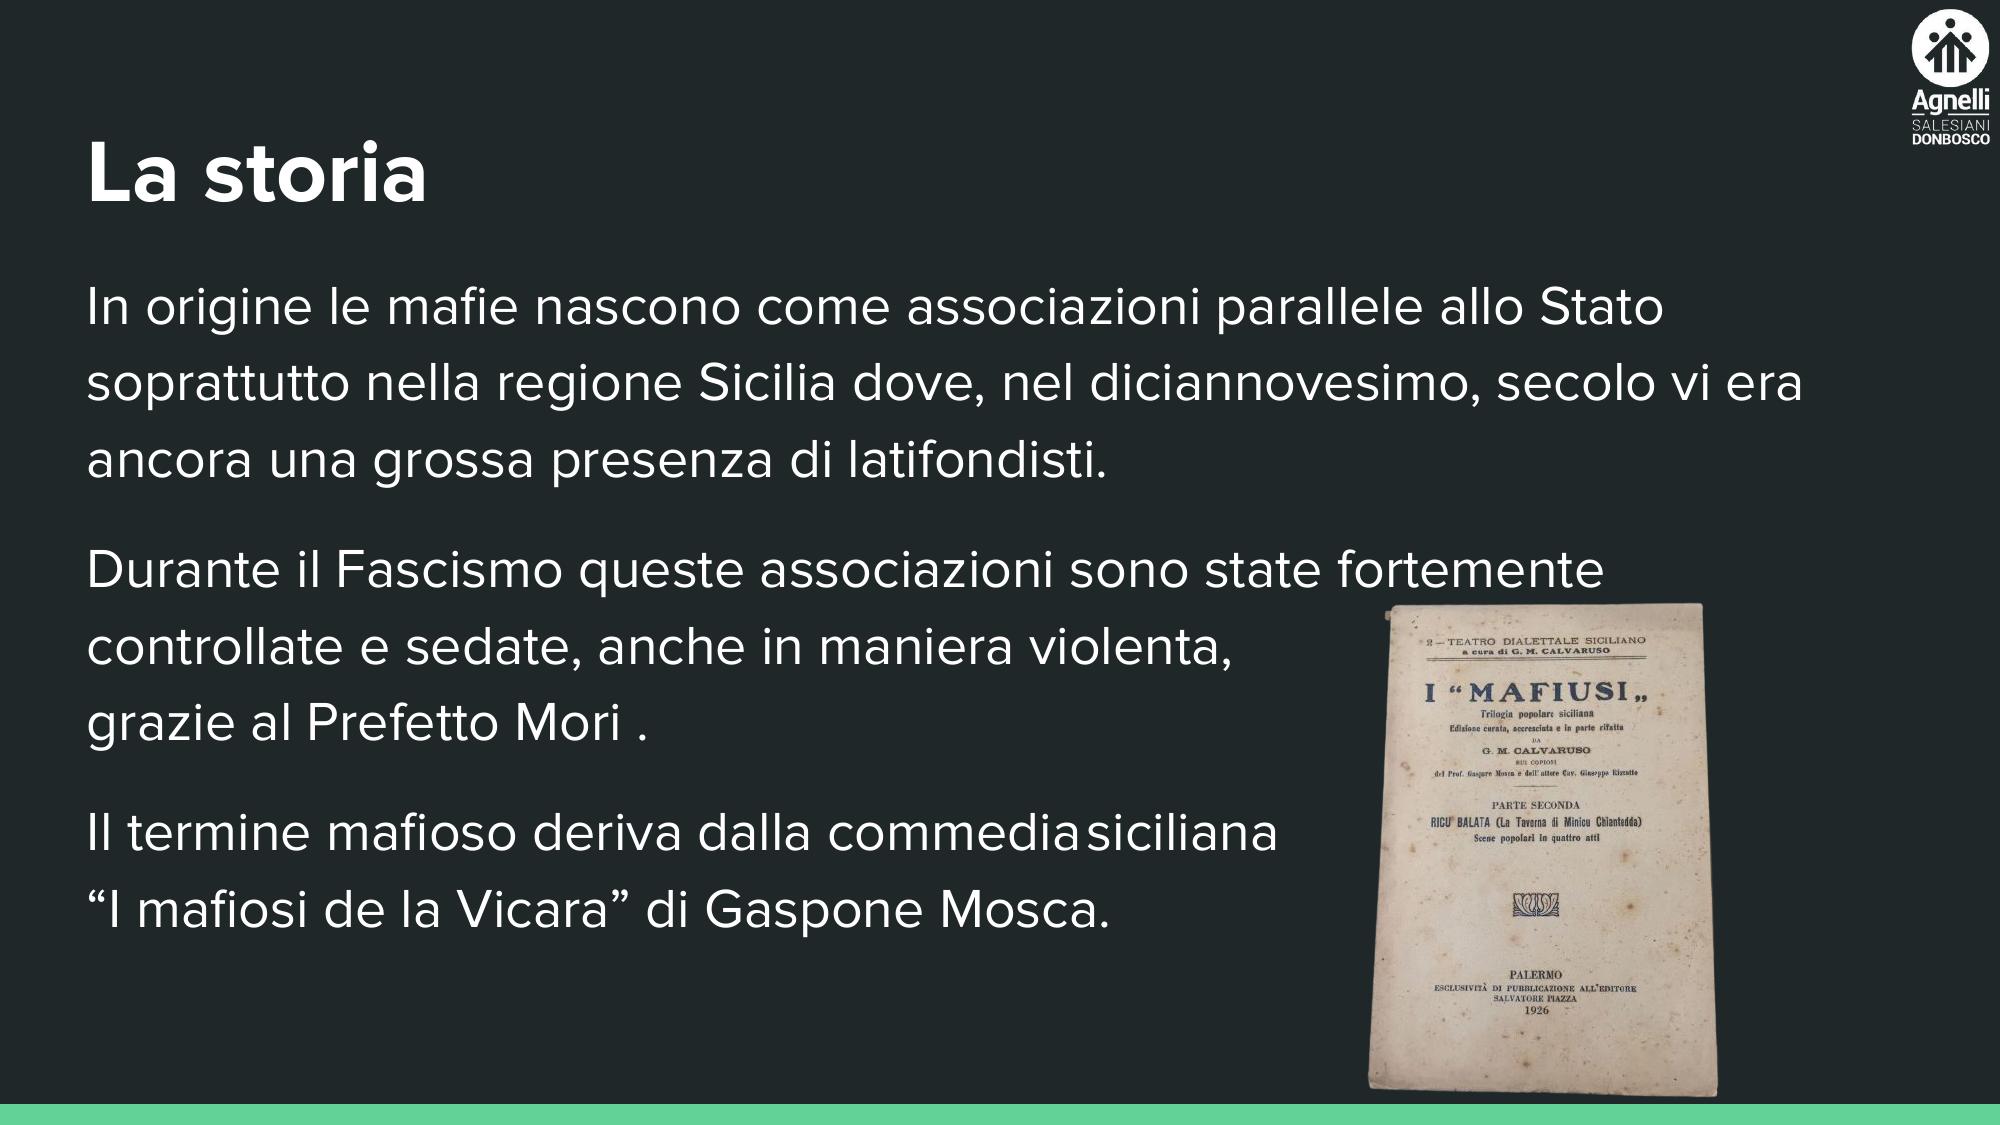 Agnelli
SALESIANI
DONBOSCO
La storia
In origine le mafie nascono come associazioni parallele allo Stato
soprattutto nella regione Sicilia dove, nel diciannovesimo, secolo vi era
ancora una grossa presenza di latifondisti.
Durante il Fascismo queste associazioni sono state fortemente
controllate e sedate, anche in maniera violenta,
grazie al Prefetto Mori .
Il termine mafioso deriva dalla commedia siciliana
“I mafiosi de la Vicara” di Gaspone Mosca.
2 — TEATRO DIALETTALE SICILIANO
a cura di G. M. CALVARUSO
I “MAFIUSI„
Trilogia popolare siciliana
Edizione curata, accresciuta e in parte rifatta
DA
G. M. CALVARUSO
SUI COPIONI
del Prof. Gaspare Mosca e dell'attore Cav. Giuseppe Rizzotto
PARTE SECONDA
RICU BALATA (La Taverna di Minicu Chiantedda)
Scene popolari in quattro atti
PALERMO
ESCLUSIVITÀ DI PUBBLICAZIONE ALL'EDITORE
SALVATORE PIAZZA
1926